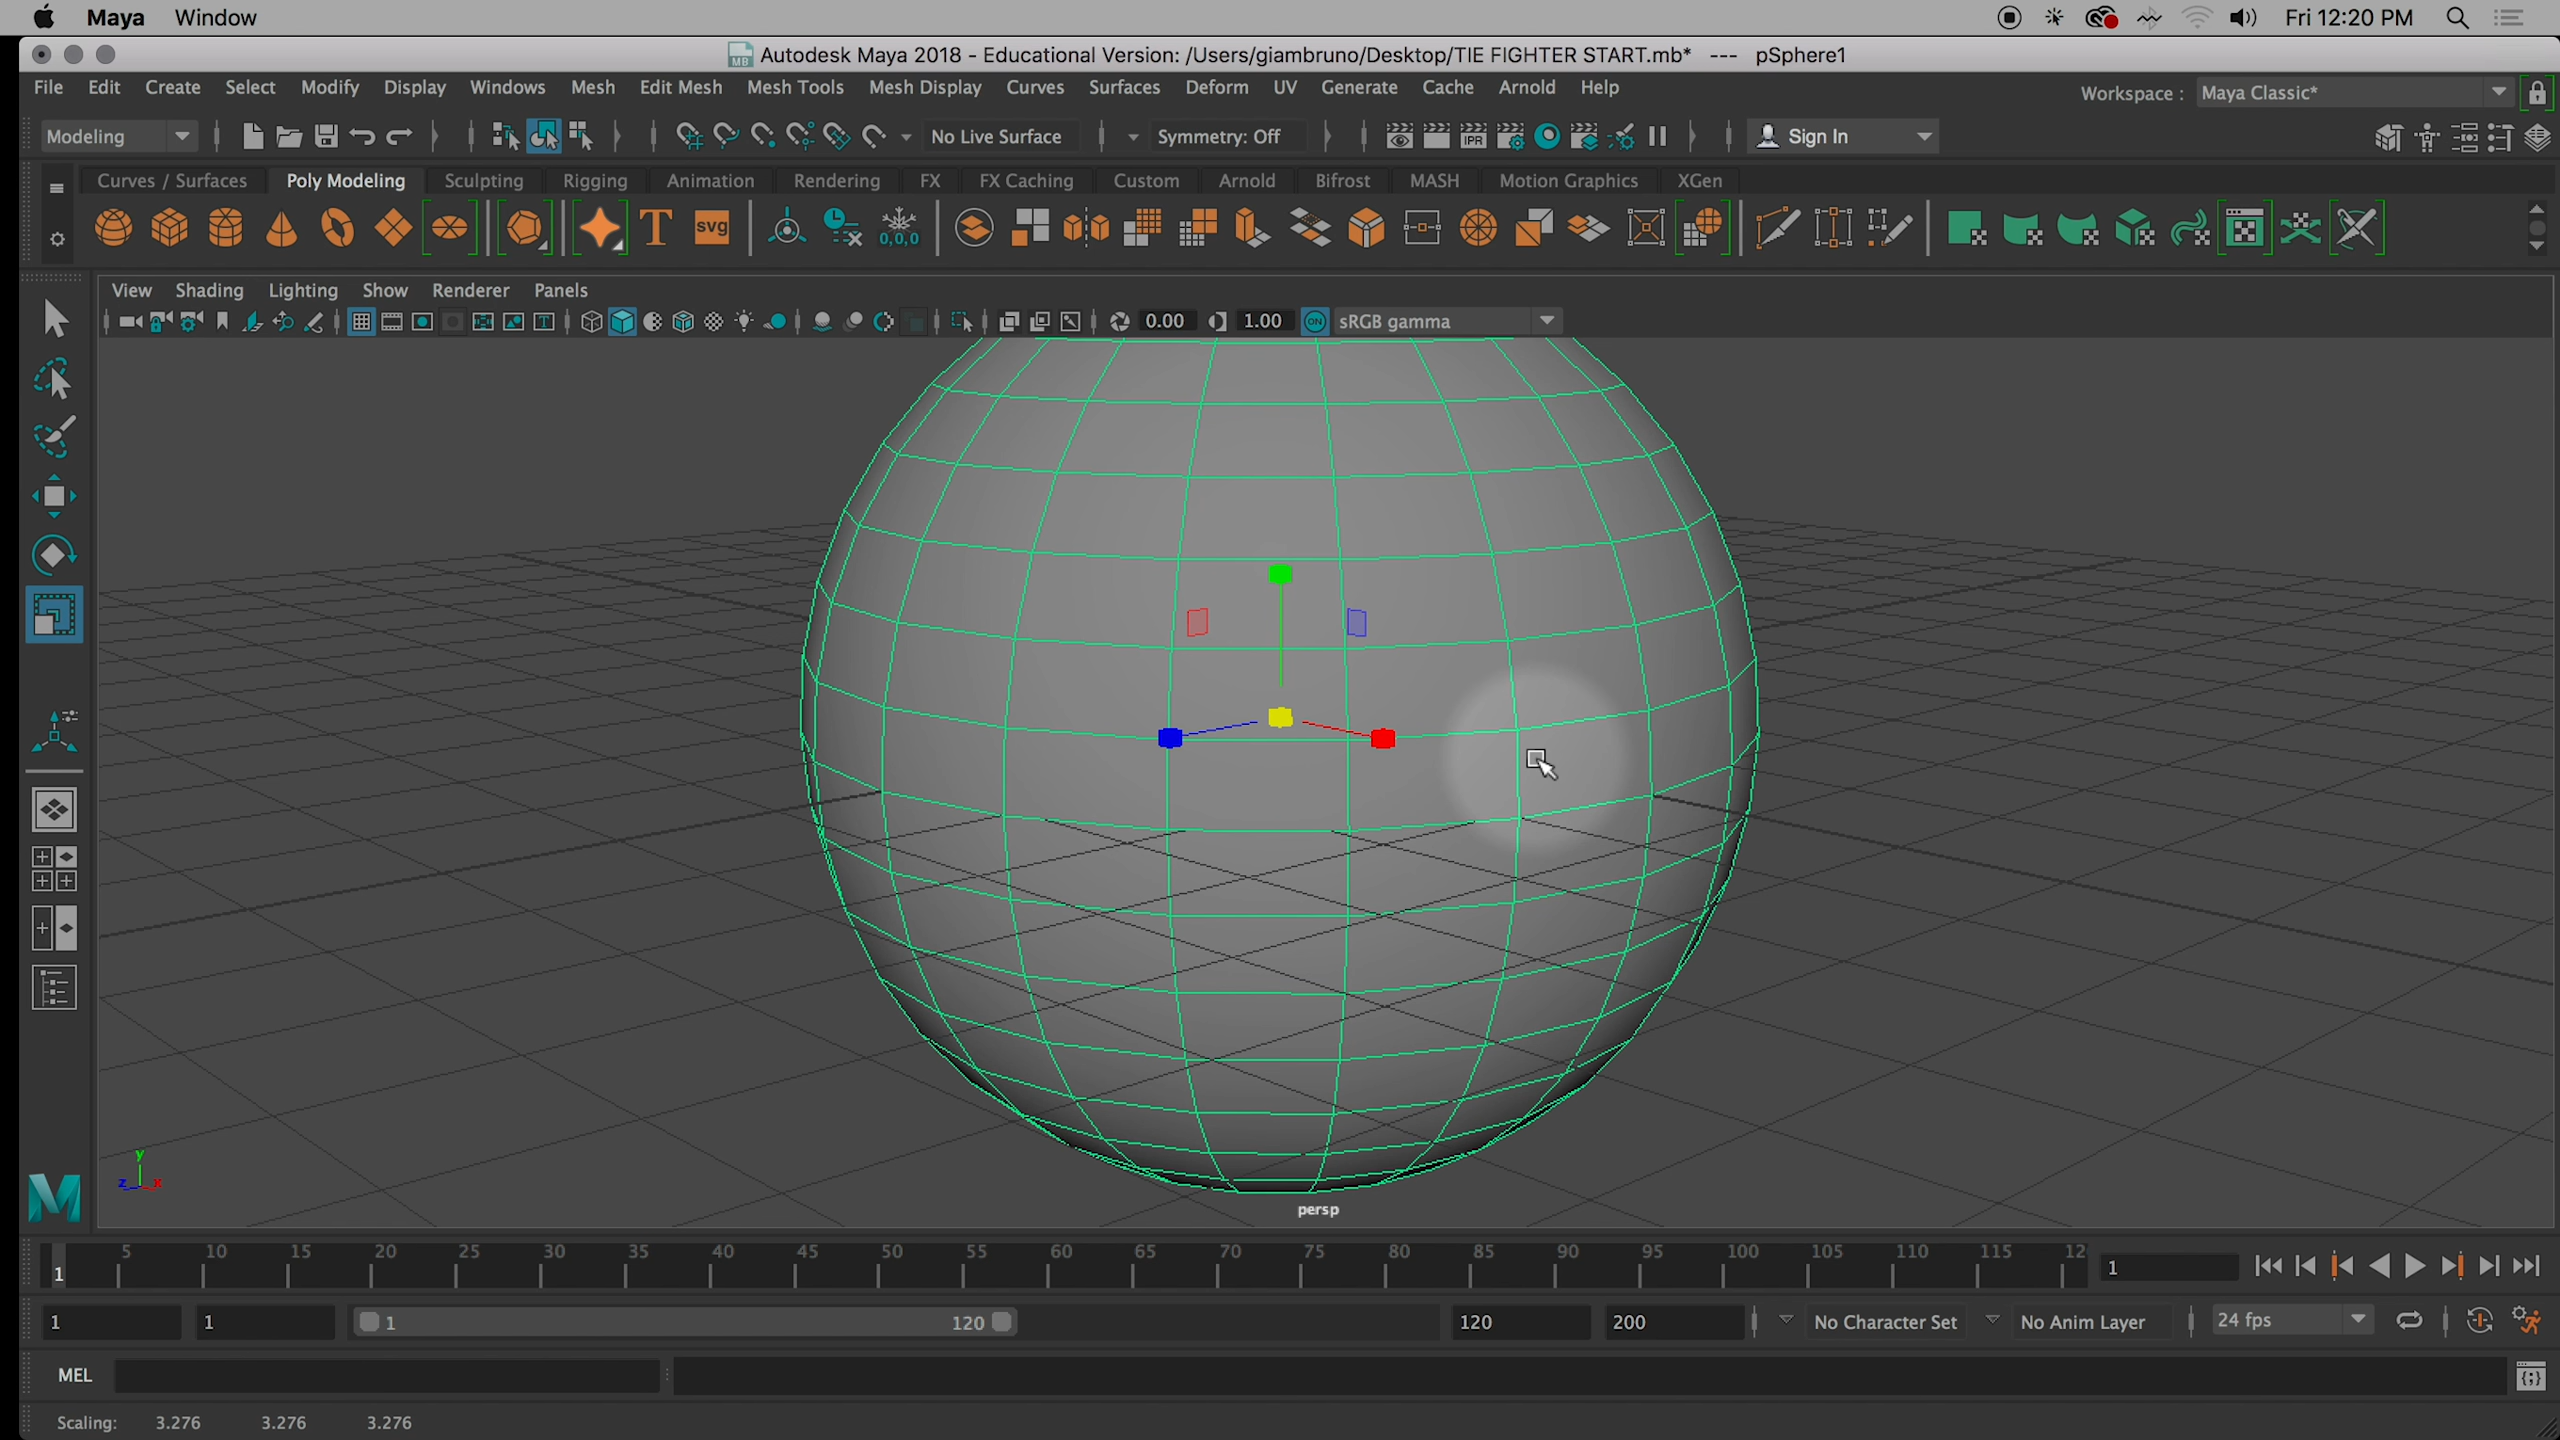 Maya Window Fri 12:20 PM
Autodesk Maya 2018 - Educational Version: /Users/giambruno/Desktop/TIE FIGHTER START.mb* --- pSphere1
File Edit Create Select Modify Display Windows Mesh Edit Mesh Mesh Tools Mesh Display Curves Surfaces Deform UV Generate Cache Arnold Help Workspace : Maya Classic*
Modeling No Live Surface Symmetry: Off IPR Sign In
Curves / Surfaces Poly Modeling Sculpting Rigging Animation Rendering FX FX Caching Custom Arnold Bifrost MASH Motion Graphics XGen
T svg 0,0,0
View Shading Lighting Show Renderer Panels
0.00 1.00 ON sRGB gamma
y
z x
M
persp
5 10 15 20 25 30 35 40 45 50 55 60 65 70 75 80 85 90 95 100 105 110 115 12
1 1
1 1 1 120 120 200 No Character Set No Anim Layer 24 fps
MEL
Scaling: 3.276 3.276 3.276